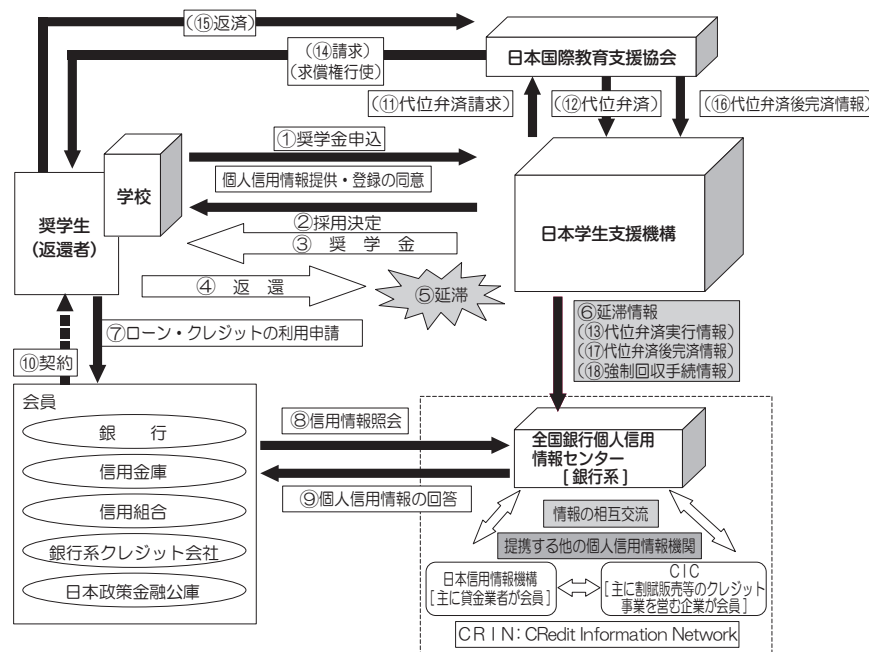 (⑮返済)
(⑭請求)
(求償権行使)
日本国際教育支援協会
(⑪代位弁済請求)
(⑫代位弁済)
(⑯代位弁済後完済情報)
①奨学金申込
個人信用情報提供・登録の同意
学校
奨学生
(返還者)
日本学生支援機構
②採用決定
③ 奨 学 金
④ 返 還
⑤延滞
⑥延滞情報
(⑬代位弁済実行情報)
(⑰代位弁済後完済情報)
(⑱強制回収手続情報)
⑦ローン・クレジットの利用申請
⑩契約
会員
銀 行
信用金庫
信用組合
銀行系クレジット会社
日本政策金融公庫
⑧信用情報照会
⑨個人信用情報の回答
全国銀行個人信用
情報センター
[銀行系]
情報の相互交流
提携する他の個人信用情報機関
日本信用情報機構
[主に貸金業者が会員]
CIC
[主に割賦販売等のクレジット
事業を営む企業が会員]
CRIN:CRedit Information Network